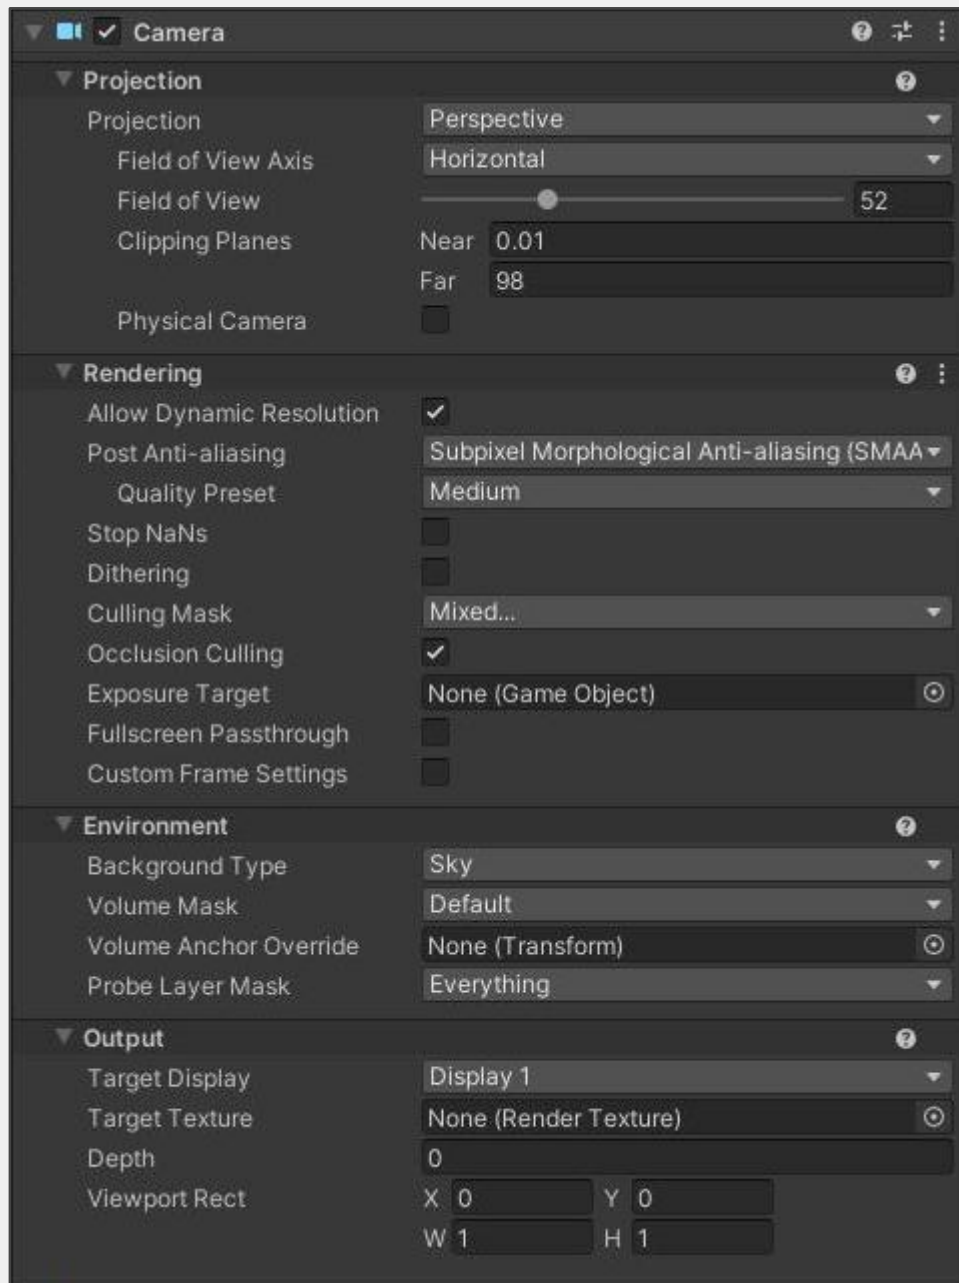 Camera
Projection
Projection Perspective
Field of View Axis Horizontal
Field of View 52
Clipping Planes Near 0.01
Far 98
Physical Camera
Rendering
Allow Dynamic Resolution
Post Anti-aliasing Subpixel Morphological Anti-aliasing (SMAA
Quality Preset Medium
Stop NaNs
Dithering
Culling Mask Mixed...
Occlusion Culling
Exposure Target None (Game Object)
Fullscreen Passthrough
Custom Frame Settings
Environment
Background Type Sky
Volume Mask Default
Volume Anchor Override None (Transform)
Probe Layer Mask Everything
Output
Target Display Display 1
Target Texture None (Render Texture)
Depth 0
Viewport Rect X 0 Y 0
W 1 H 1